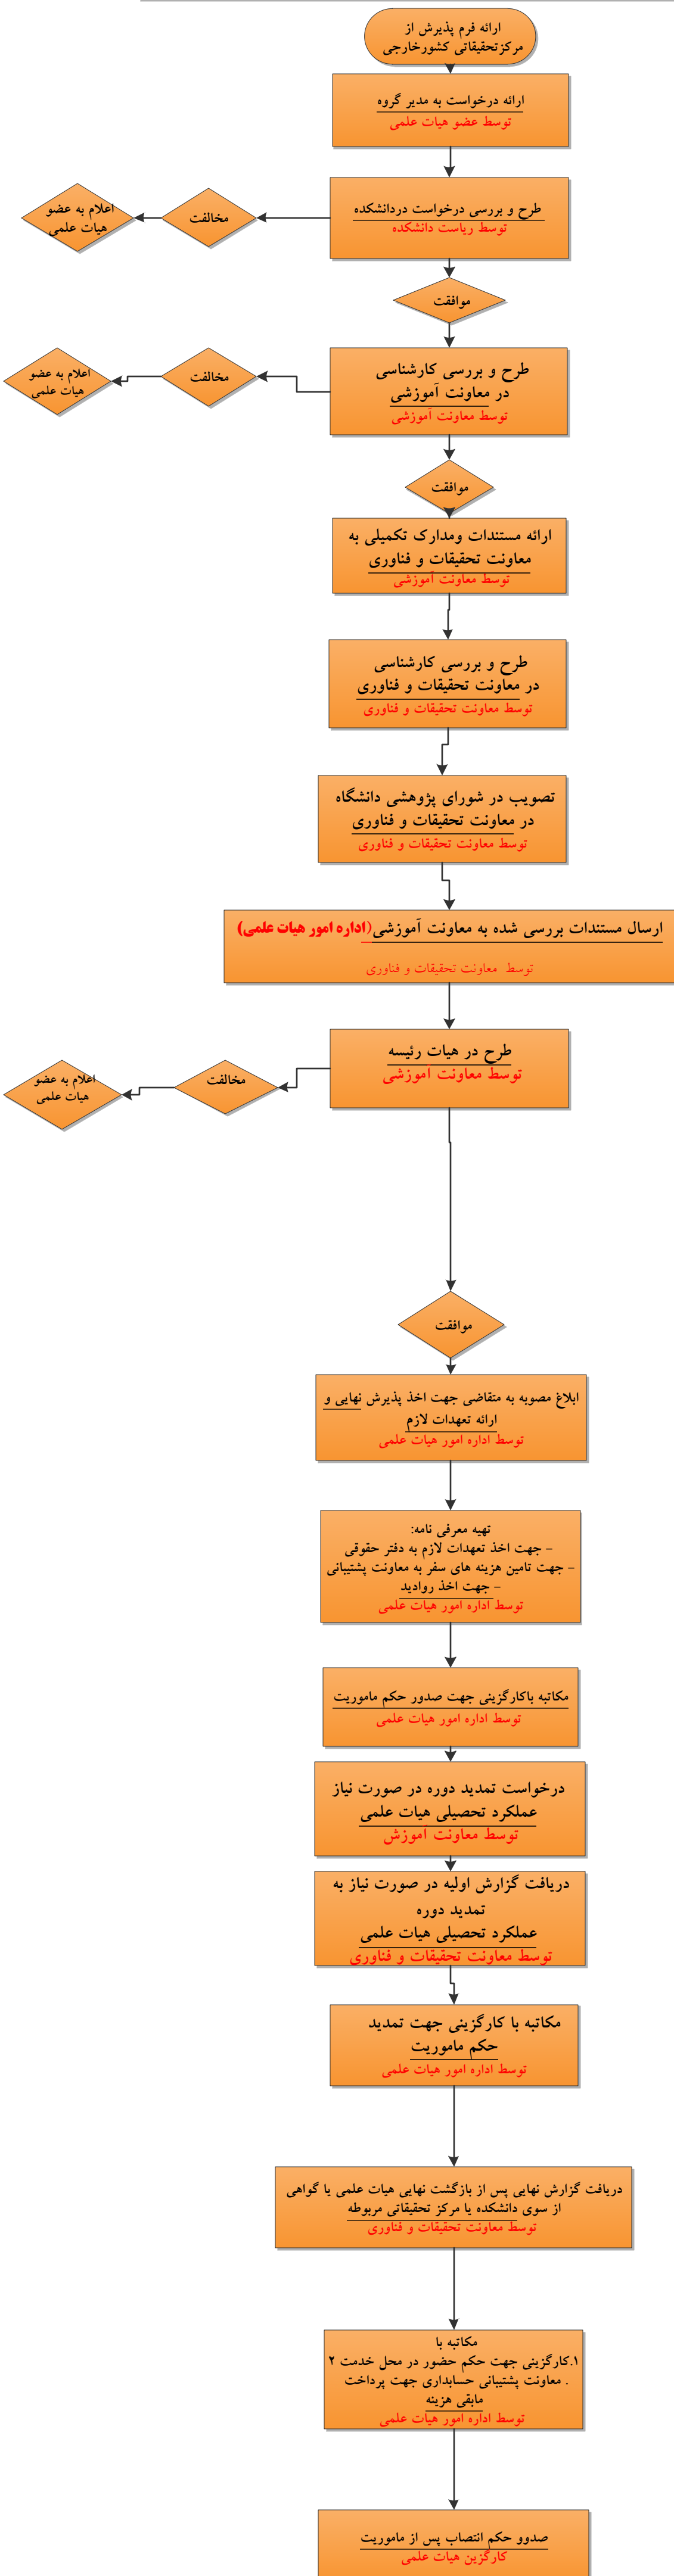 ارائه فرم پذیرش از
مرکزتحقیقاتی کشورخارجی
ارائه درخواست به مدیر گروه
توسط عضو هیات علمی
طرح و بررسی درخواست دردانشکده
توسط ریاست دانشکده
مخالفت
اعلام به عضو
هیات علمی
موافقت
طرح و بررسی کارشناسی
در معاونت آموزشی
توسط معاونت آموزشی
مخالفت
اعلام به عضو
هیات علمی
موافقت
ارائه مستندات ومدارک تکمیلی به
معاونت تحقیقات و فناوری
توسط معاونت آموزشی
طرح و بررسی کارشناسی
در معاونت تحقیقات و فناوری
توسط معاونت تحقیقات و فناوری
تصویب در شورای پژوهشی دانشگاه
در معاونت تحقیقات و فناوری
توسط معاونت تحقیقات و فناوری
ارسال مستندات بررسی شده به معاونت آموزشی(اداره امور هیات علمی)
توسط معاونت تحقیقات و فناوری
طرح در هیات رئیسه
توسط معاونت آموزشی
مخالفت
اعلام به عضو
هیات علمی
موافقت
ابلاغ مصوبه به متقاضی جهت اخذ پذیرش نهایی و
ارائه تعهدات لازم
توسط اداره امور هیات علمی
تهیه معرفی نامه:
– جهت اخذ تعهدات لازم به دفتر حقوقی
– جهت تامین هزینه های سفر به معاونت پشتیبانی
– جهت اخذ روادید
توسط اداره امور هیات علمی
مکاتبه باکارگزینی جهت صدور حکم ماموریت
توسط اداره امور هیات علمی
درخواست تمدید دوره در صورت نیاز
عملکرد تحصیلی هیات علمی
توسط معاونت آموزش
دریافت گزارش اولیه در صورت نیاز به
تمدید دوره
عملکرد تحصیلی هیات علمی
توسط معاونت تحقیقات و فناوری
مکاتبه با کارگزینی جهت تمدید
حکم ماموریت
توسط اداره امور هیات علمی
دریافت گزارش نهایی پس از بازگشت نهایی هیات علمی یا گواهی
از سوی دانشکده یا مرکز تحقیقاتی مربوطه
توسط معاونت تحقیقات و فناوری
مکاتبه با
۱.کارگزینی جهت حکم حضور در محل خدمت ۲
. معاونت پشتیبانی حسابداری جهت پرداخت
مابقی هزینه
توسط اداره امور هیات علمی
صدوو حکم انتصاب پس از ماموریت
کارگزین هیات علمی